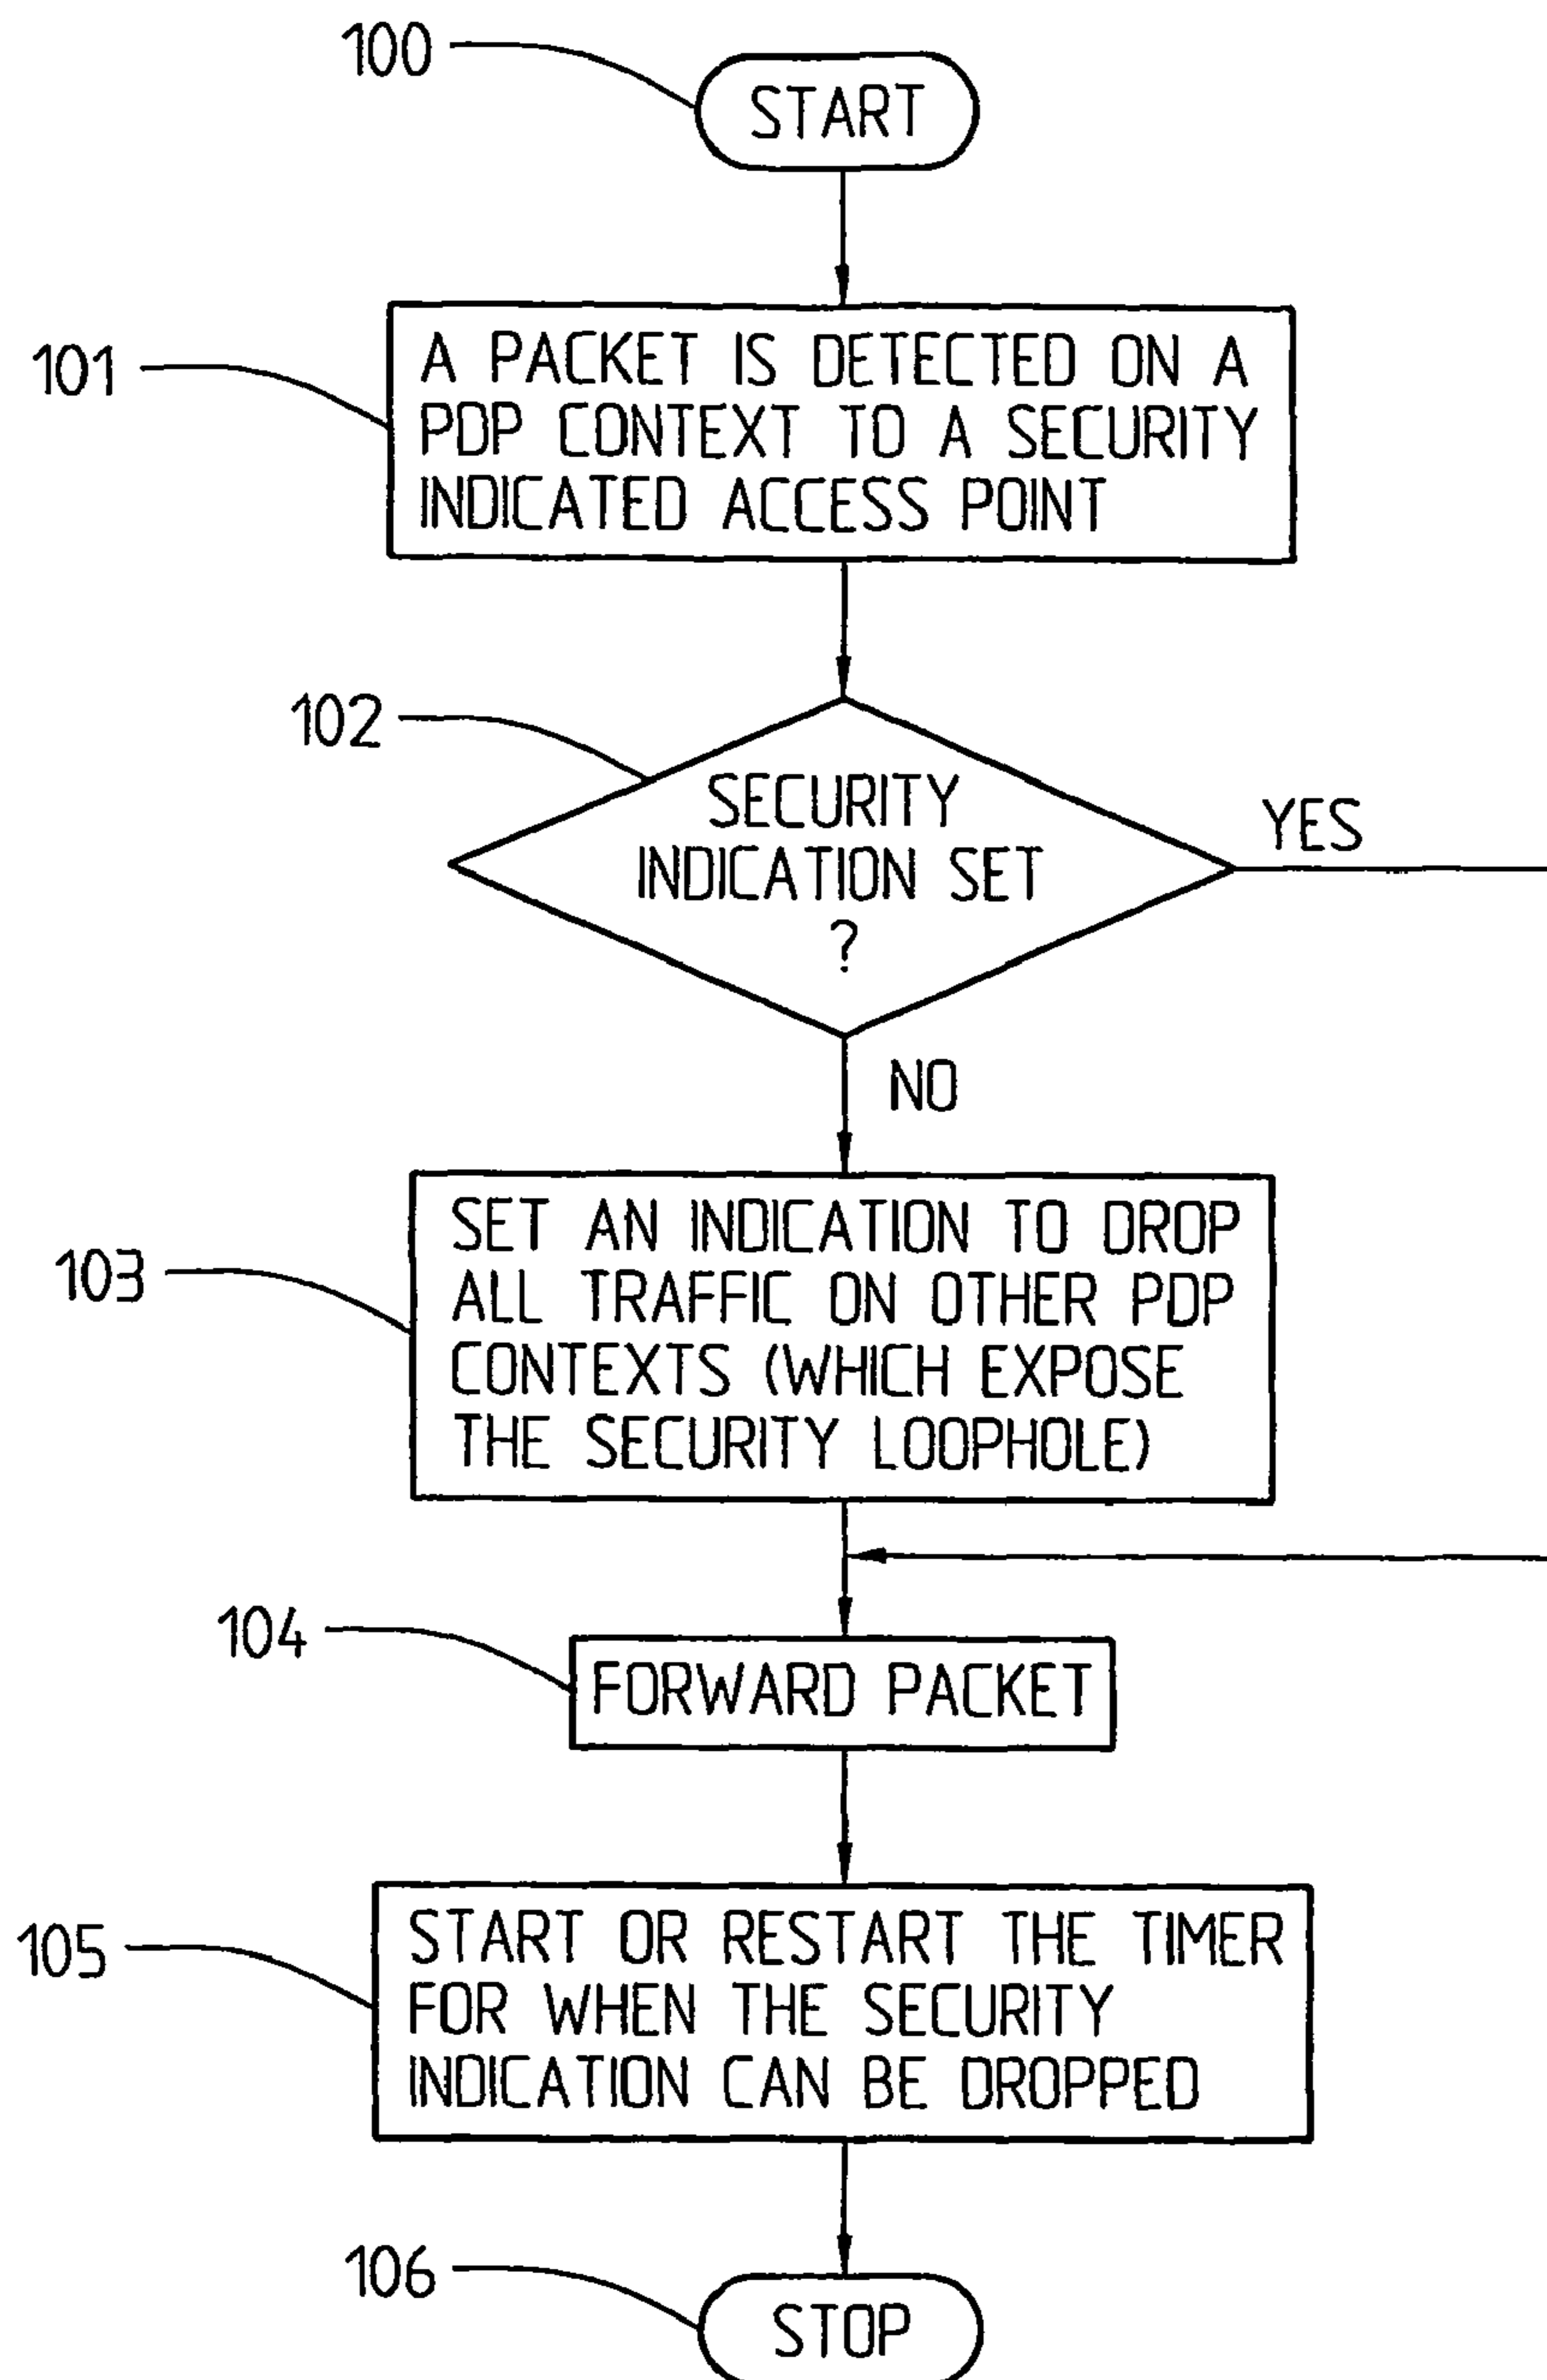 100
START
101
A PACKET IS DETECTED ON A
PDP CONTEXT TO A SECURITY
INDICATED ACCESS POINT
102
SECURITY
INDICATION SET
?
YES
NO
103
SET AN INDICATION TO DROP
ALL TRAFFIC ON OTHER PDP
CONTEXTS (WHICH EXPOSE
THE SECURITY LOOPHOLE)
104
FORWARD PACKET
105
START OR RESTART THE TIMER
FOR WHEN THE SECURITY
INDICATION CAN BE DROPPED
106
STOP